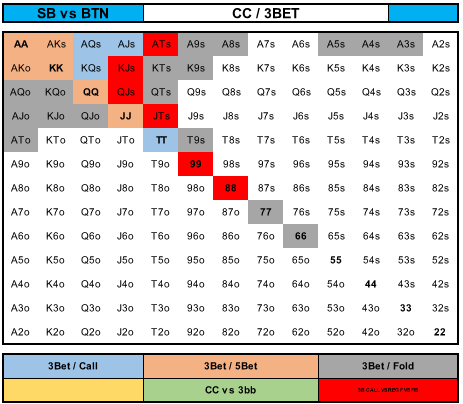 SB vs BTN CC / 3BET
AA AKs AQs AJs ATs A9s A8s A7s A6s A5s A4s A3s A2s
AKo KK KQs KJs KTs K9s K8s K7s K6s K5s K4s K3s K2s
AQo KQo QQ QJs QTs Q9s Q8s Q7s Q6s Q5s Q4s Q3s Q2s
AJo KJo QJo JJ JTs J9s J8s J7s J6s J5s J4s J3s J2s
ATo KTo QTo JTo TT T9s T8s T7s T6s T5s T4s T3s T2s
A9o K9o Q9o J9o T9o 99 98s 97s 96s 95s 94s 93s 92s
A8o K8o Q8o J8o T8o 98o 88 87s 86s 85s 84s 83s 82s
A7o K7o Q7o J7o T7o 97o 87o 77 76s 75s 74s 73s 72s
A6o K6o Q6o J6o T6o 96o 86o 76o 66 65s 64s 63s 62s
A5o K5o Q5o J5o T5o 95o 85o 75o 65o 55 54s 53s 52s
A4o K4o Q4o J4o T4o 94o 84o 74o 64o 54o 44 43s 42s
A3o K3o Q3o J3o T3o 93o 83o 73o 63o 53o 43o 33 32s
A2o K2o Q2o J2o T2o 92o 82o 72o 62o 52o 42o 32o 22
3Bet / Call 3Bet / 5Bet 3Bet / Fold
CC vs 3bb